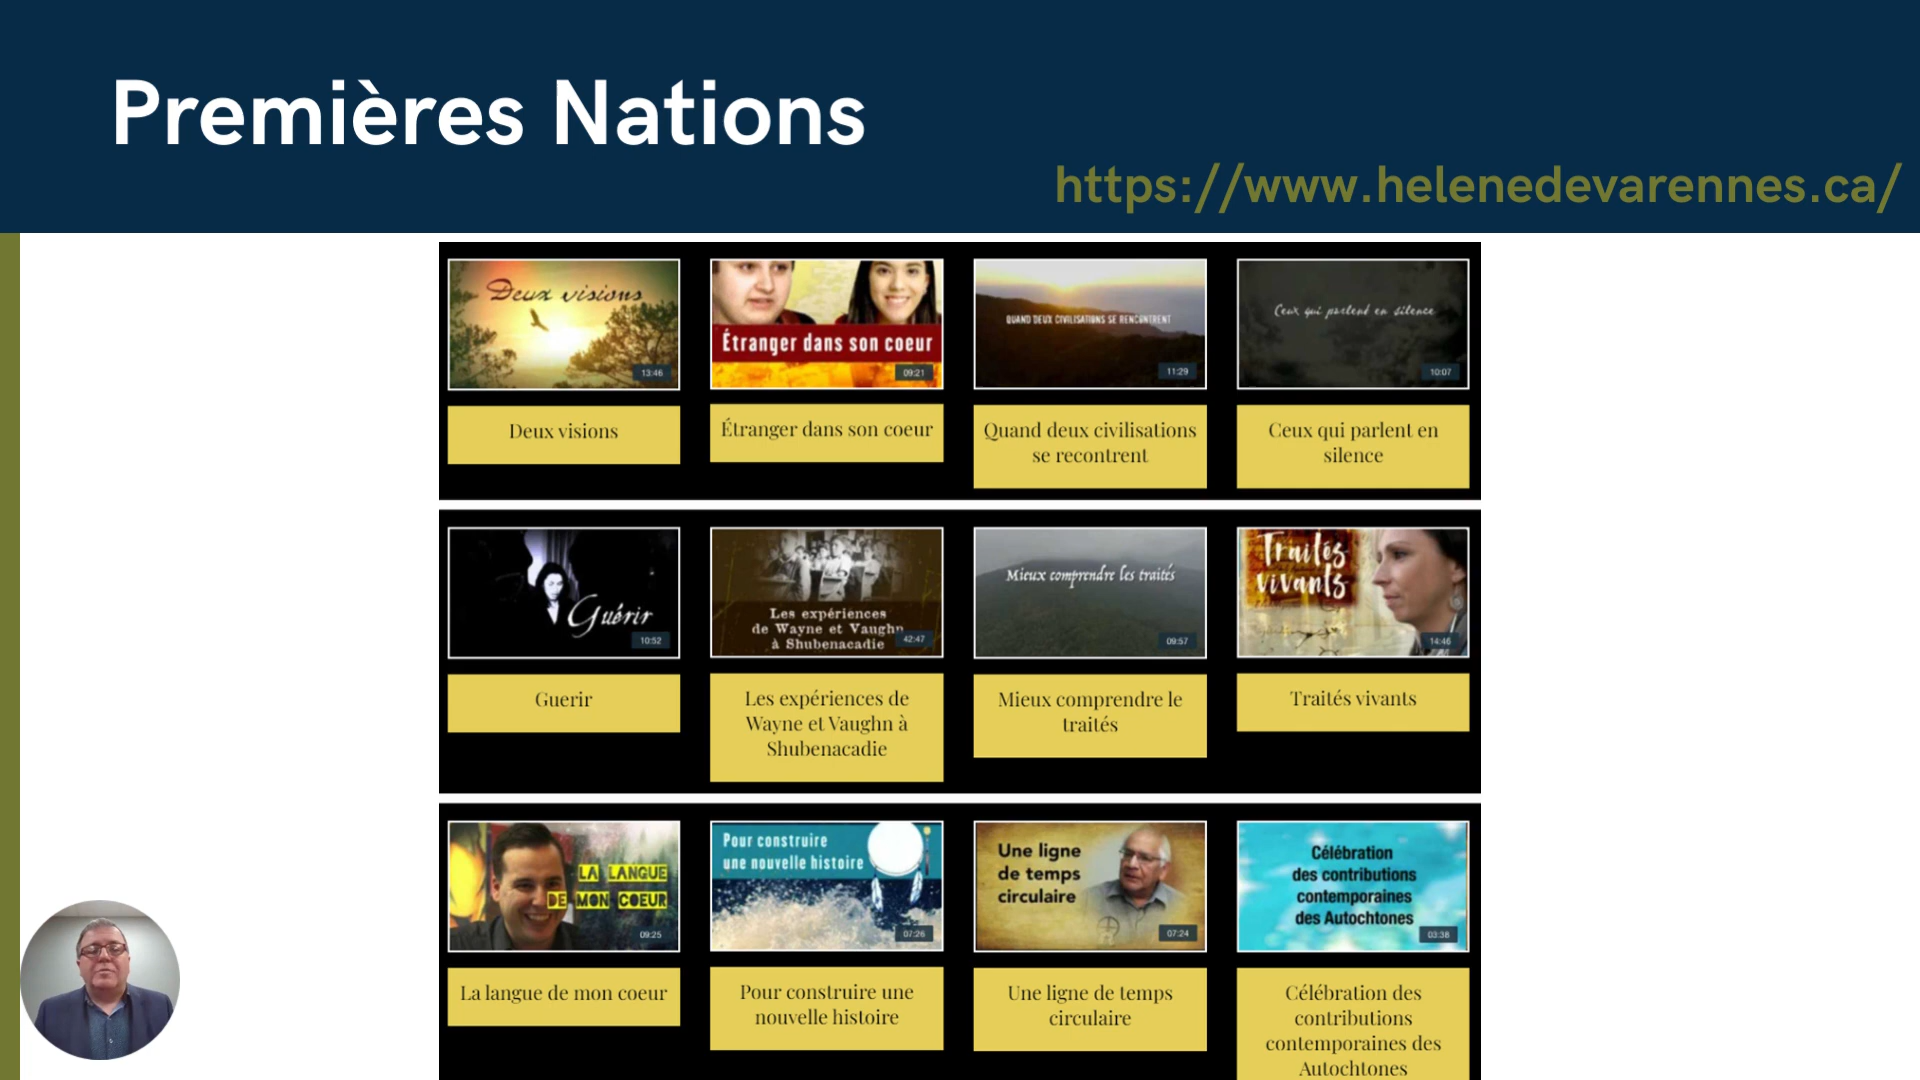 Premières Nations
https://www.helenedevarennes.ca/
Deux visions
13:46
Étranger dans son coeur
09:21
QUAND DEUX CIVILISATIONS SE RENCONTRENT
11:29
Ceux qui parlent en silence
10:07
Deux visions
Étranger dans son coeur
Quand deux civilisations
se recontrent
Ceux qui parlent en
silence
Guérir
10:52
Les expériences
de Wayne et Vaughn
à Shubenacadie
42:47
Mieux comprendre les traités
09:57
Traités
vivants
14:46
Guerir
Les expériences de
Wayne et Vaughn à
Shubenacadie
Mieux comprendre le
traités
Traités vivants
LA LANGUE
DE MON COEUR
09:25
Pour construire
une nouvelle histoire
07:26
Une ligne
de temps
circulaire
07:24
Célébration
des contributions
contemporaines
des Autochtones
03:38
La langue de mon coeur
Pour construire une
nouvelle histoire
Une ligne de temps
circulaire
Célébration des
contributions
contemporaines des
Autochtones